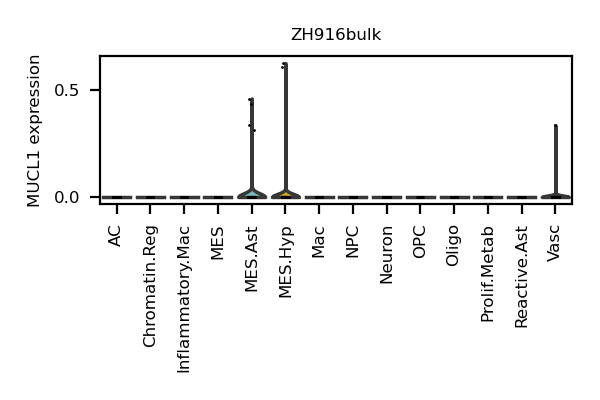 ZH916bulk
MUCL1 expression
0.5
0.0
AC
Chromatin.Reg
Inflammatory.Mac
MES
MES.Ast
MES.Hyp
Mac
NPC
Neuron
OPC
Oligo
Prolif.Metab
Reactive.Ast
Vasc